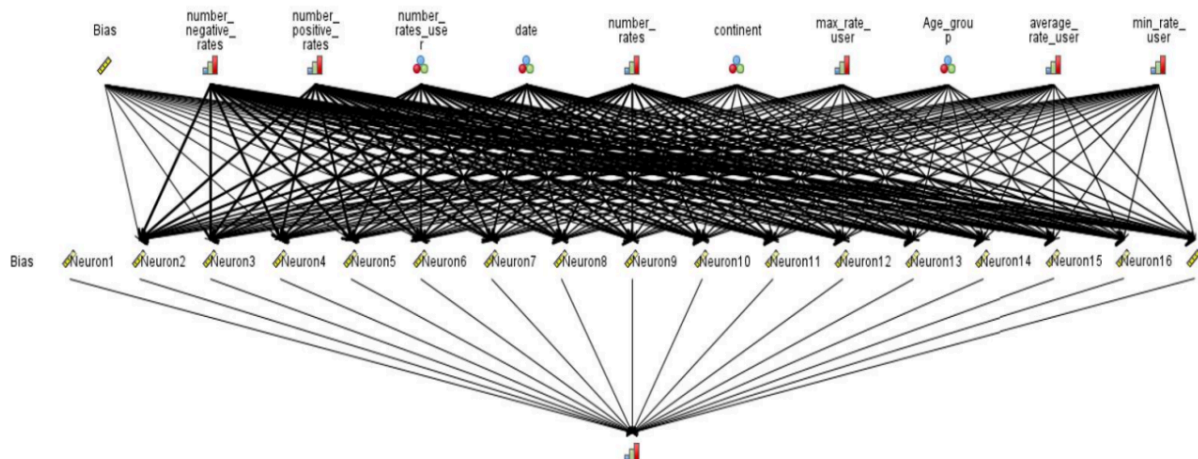 Bias
number_
negative_
rates
number_
positive_
rates
number_
rates_use
r
date
number_
rates
continent
max_rate_
user
Age_grou
p
average_
rate_user
min_rate_
user
Bias Neuron1 Neuron2 Neuron3 Neuron4 Neuron5 Neuron6 Neuron7 Neuron8 Neuron9 Neuron10 Neuron11 Neuron12 Neuron13 Neuron14 Neuron15 Neuron16